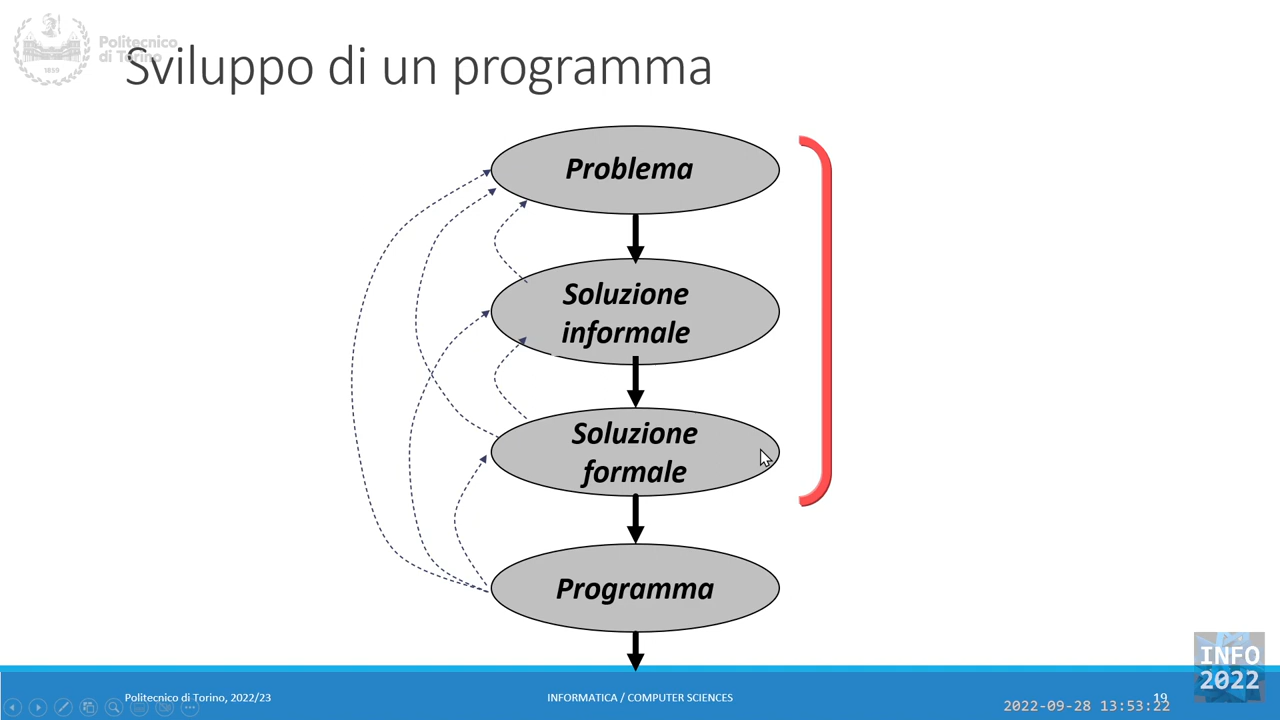 Politecnico
di Torino
1859
Sviluppo di un programma
Problema
Soluzione
informale
Soluzione
formale
Programma
Politecnico di Torino, 2022/23
INFORMATICA / COMPUTER SCIENCES
19
INFO
2022
2022-09-28 13:53:22